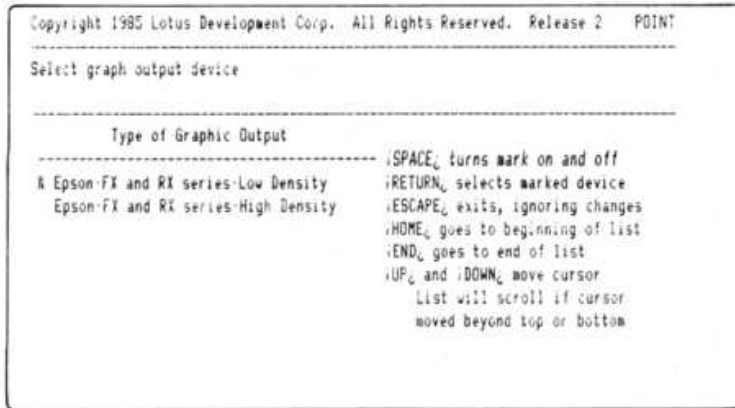 Copyright 1985 Lotus Development Corp. All Rights Reserved. Release 2 POINT
Select graph output device
Type of Graphic Output
% Epson-FX and RX series-Low Density
Epson-FX and RX series-High Density
¡SPACE¿ turns mark on and off
¡RETURN¿ selects marked device
¡ESCAPE¿ exits, ignoring changes
¡HOME¿ goes to beginning of list
¡END¿ goes to end of list
¡UP¿ and ¡DOWN¿ move cursor
List will scroll if cursor
moved beyond top or bottom